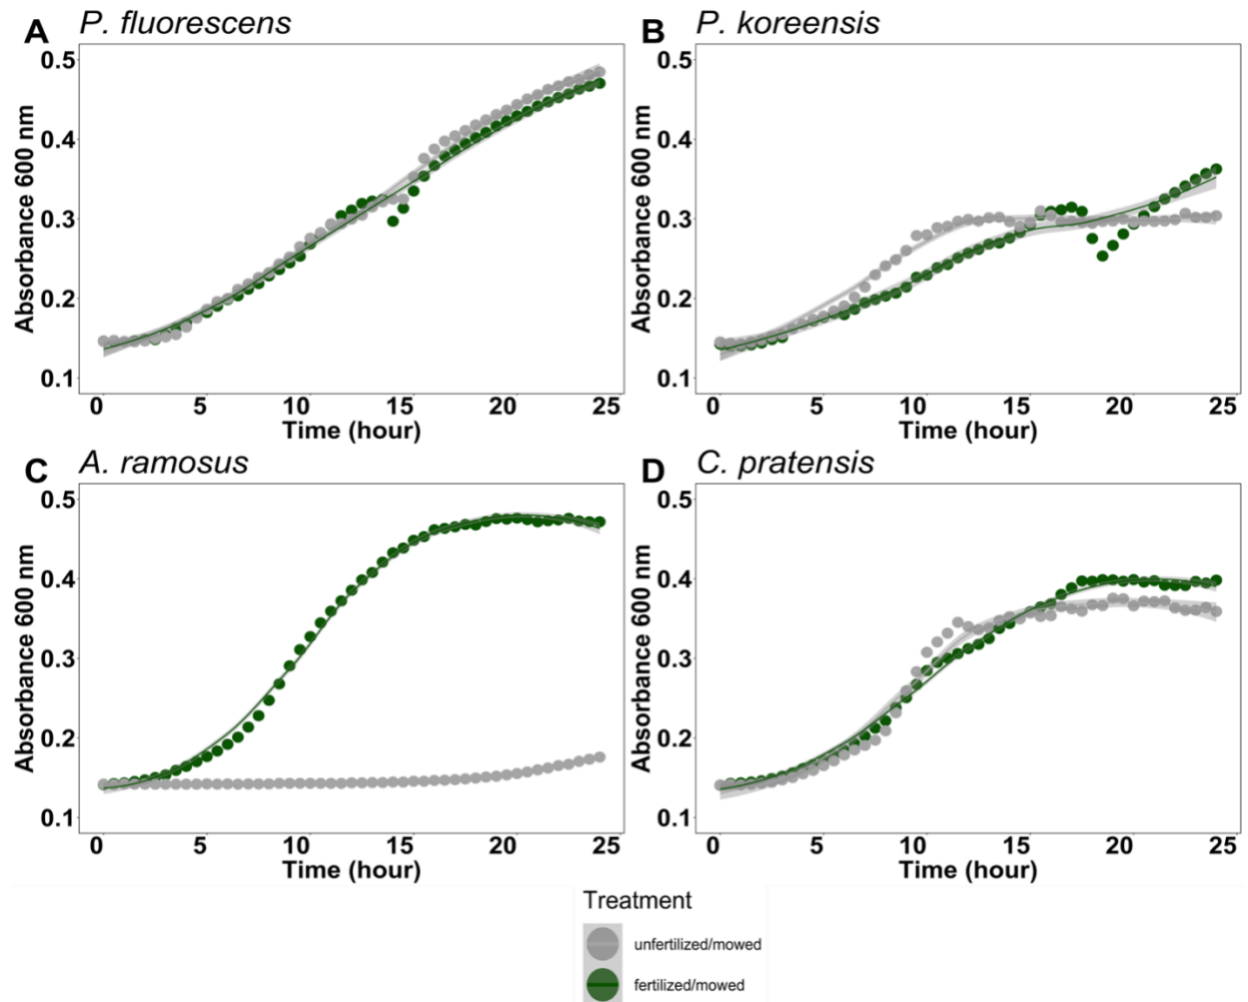 A P. fluorescens
B P. koreensis
0.5
0.4
0.3
0.2
0.1
Absorbance 600 nm
0 5 10 15 20 25
Time (hour)
0.5
0.4
0.3
0.2
0.1
Absorbance 600 nm
0 5 10 15 20 25
Time (hour)
C A. ramosus
D C. pratensis
0.5
0.4
0.3
0.2
0.1
Absorbance 600 nm
0 5 10 15 20 25
Time (hour)
0.5
0.4
0.3
0.2
0.1
Absorbance 600 nm
0 5 10 15 20 25
Time (hour)
Treatment
unfertilized/mowed
fertilized/mowed